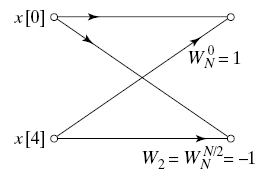 x[0]
W_N^0 = 1
x[4]
W_2 = W_N^{N/2} = −1